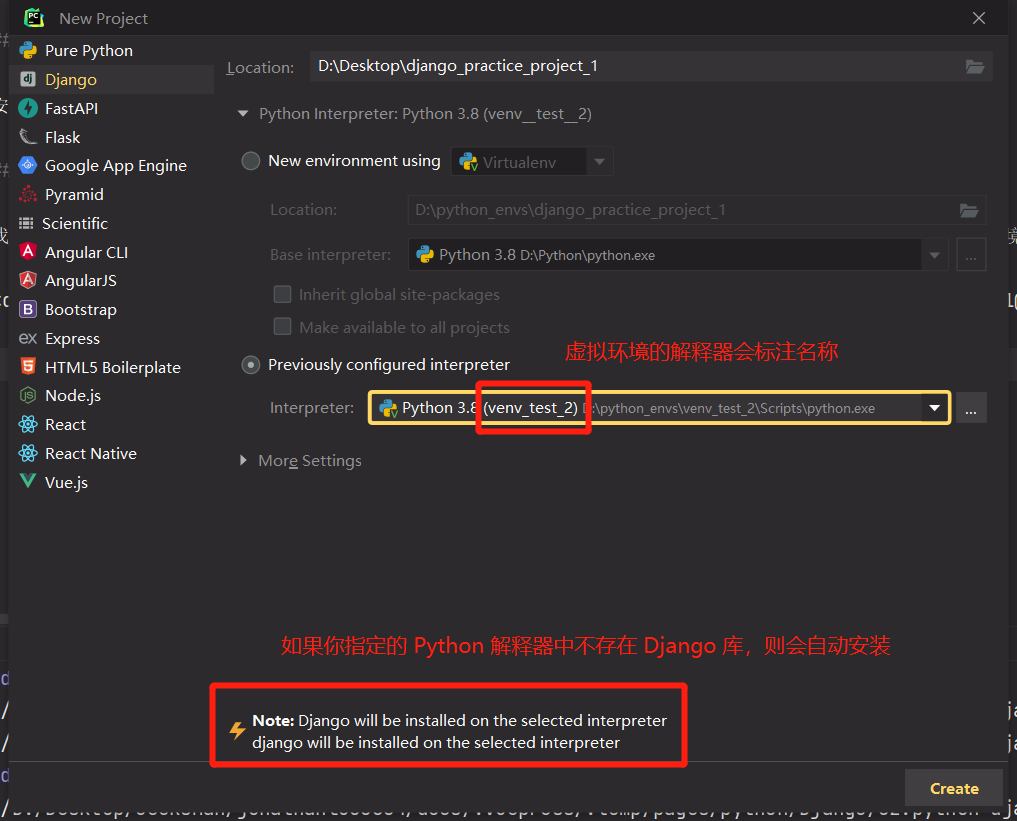 New Project
Pure Python
Django
FastAPI
Flask
Google App Engine
Pyramid
Scientific
Angular CLI
AngularJS
Bootstrap
Express
HTML5 Boilerplate
Node.js
React
React Native
Vue.js
Location: D:\Desktop\django_practice_project_1
Python Interpreter: Python 3.8 (venv__test__2)
New environment using Virtualenv
Location: D:\python_envs\django_practice_project_1
Base interpreter: Python 3.8 D:\Python\python.exe ...
Inherit global site-packages
Make available to all projects
虚拟环境的解释器会标注名称
Previously configured interpreter
Interpreter: Python 3.8 (venv_test_2) :\python_envs\venv_test_2\Scripts\python.exe ...
More Settings
如果你指定的 Python 解释器中不存在 Django 库，则会自动安装
Note: Django will be installed on the selected interpreter
django will be installed on the selected interpreter
Create